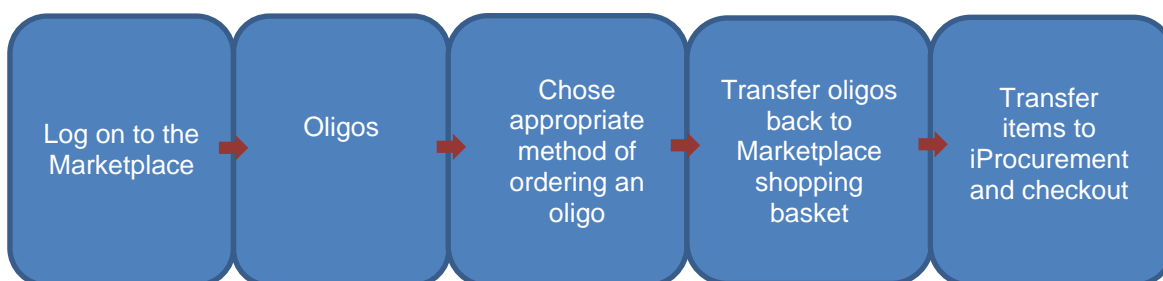 Log on to the
Marketplace
Oligos
Chose
appropriate
method of
ordering an
oligo
Transfer oligos
back to
Marketplace
shopping
basket
Transfer
items to
iProcurement
and checkout